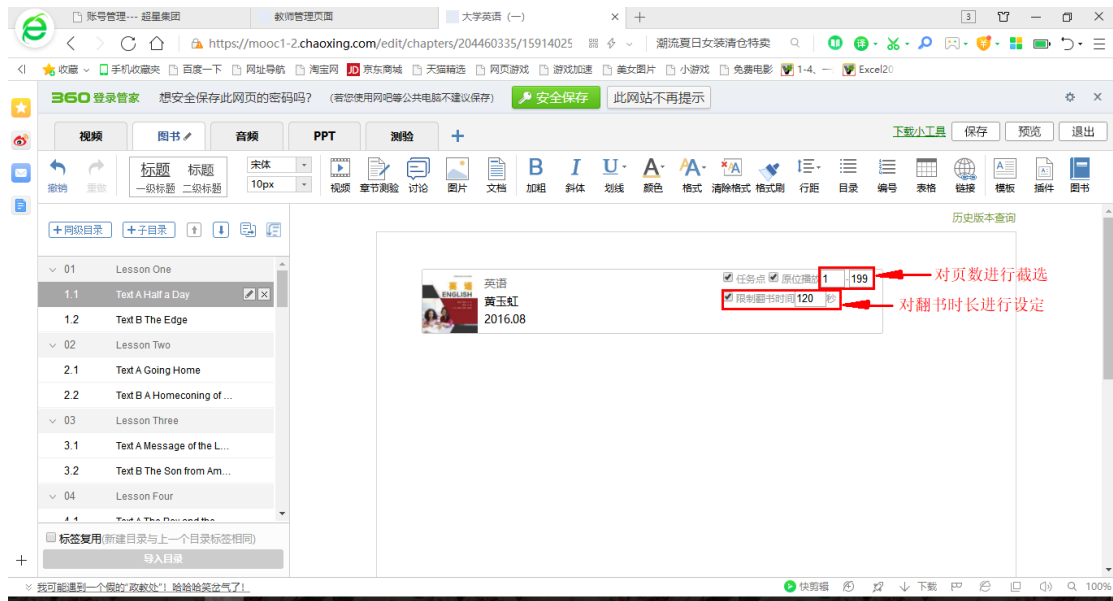 账号管理--- 超星集团
教师管理页面
大学英语（一）
https://mooc1-2.chaoxing.com/edit/chapters/204460335/15914025
潮流夏日女装清仓特卖
收藏 手机收藏夹 百度一下 网址导航 淘宝网 JD 京东商城 天猫精选 网页游戏 游戏加速 美女图片 小游戏 免费电影 1-4、一 Excel20
360 登录管家 想安全保存此网页的密码吗? (若您使用网吧等公共电脑不建议保存) 安全保存 此网站不再提示
视频 图书 音频 PPT 测验 + 下载小工具 保存 预览 退出
撤销 重做
标题 标题
一级标题 二级标题
宋体
10px
视频 章节测验 讨论 图片 文档 加粗 斜体 划线 颜色 格式 清除格式 格式刷 行距 目录 编号 表格 链接 模板 插件 图书
历史版本查询
+同级目录 +子目录
01 Lesson One
1.1 Text A Half a Day
1.2 Text B The Edge
02 Lesson Two
2.1 Text A Going Home
2.2 Text B A Homeconing of ...
03 Lesson Three
3.1 Text A Message of the L...
3.2 Text B The Son from Am...
04 Lesson Four
标签复用(新建目录与上一个目录标签相同)
导入目录
ENGLISH
英语
黄玉虹
2016.08
任务点 原位播放 1 - 199
限制翻书时间 120 秒
对页数进行截选
对翻书时长进行设定
我可能遇到一个假的“政教处”！哈哈哈笑岔气了!
快剪辑 下载 100%